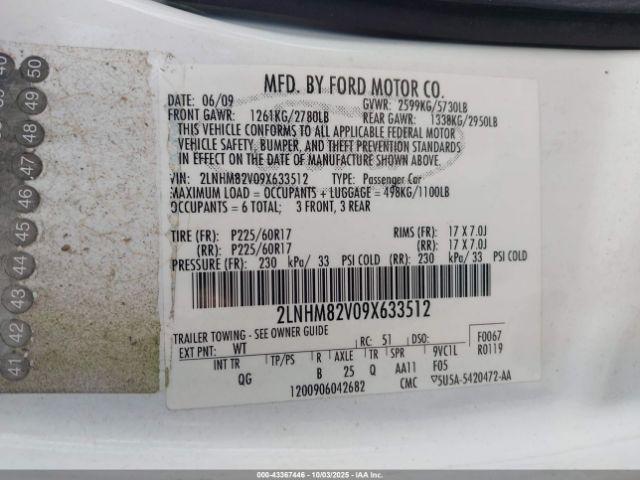 MFD. BY FORD MOTOR CO.
DATE: 06/09 GVWR: 2599KG/5730LB
FRONT GAWR: 1261KG/2780LB REAR GAWR: 1338KG/2950LB
THIS VEHICLE CONFORMS TO ALL APPLICABLE FEDERAL MOTOR
VEHICLE SAFETY, BUMPER, AND THEFT PREVENTION STANDARDS
IN EFFECT ON THE DATE OF MANUFACTURE SHOWN ABOVE.
VIN: 2LNHM82V09X633512 TYPE: Passenger Car
MAXIMUM LOAD = OCCUPANTS + LUGGAGE = 498KG/1100LB
OCCUPANTS = 6 TOTAL; 3 FRONT, 3 REAR
TIRE (FR): P225/60R17 RIMS (FR): 17 X 7.0J
(RR): P225/60R17 (RR): 17 X 7.0J
PRESSURE (FR): 230 kPa/ 33 PSI COLD (RR) 230 kPa/ 33 PSI COLD
2LNHM82V09X633512
TRAILER TOWING - SEE OWNER GUIDE
EXT PNT: WT RC: 51 DSO: F0067
INT TR TP/PS R AXLE TR SPR 9VC1L R0119
QG B 25 Q AA11 F05
1200906042682 CMC ▽5U5A-5420472-AA
50
49
48
47
46
45
44
43
42
41
Stock No: 000-43367446 - 10/03/2025 - IAAI Copyright